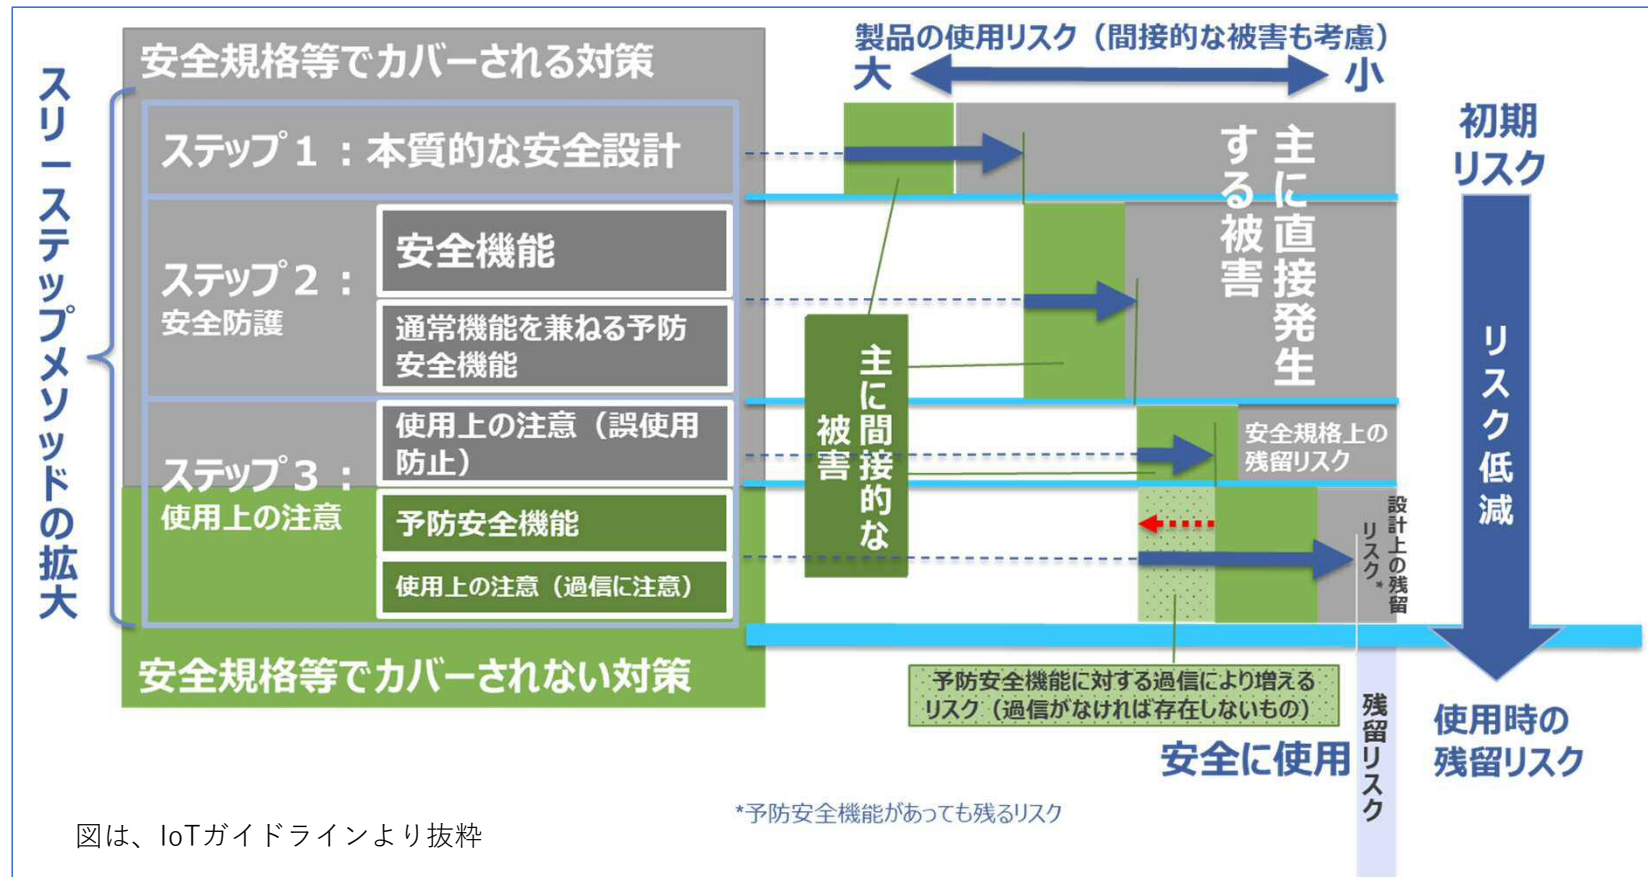 スリーステップメソッドの拡大
安全規格等でカバーされる対策
ステップ１：本質的な安全設計
ステップ２：
安全防護
安全機能
通常機能を兼ねる予防
安全機能
ステップ３：
使用上の注意
使用上の注意（誤使用
防止）
予防安全機能
使用上の注意（過信に注意）
安全規格等でカバーされない対策
製品の使用リスク（間接的な被害も考慮）
大
小
主に直接発生
する被害
主に間接的な
被害
安全規格上の
残留リスク
設計上の残留
リスク*
予防安全機能に対する過信により増える
リスク（過信がなければ存在しないもの）
安全に使用
残留リスク
初期
リスク
リスク低減
使用時の
残留リスク
*予防安全機能があっても残るリスク
図は、IoTガイドラインより抜粋